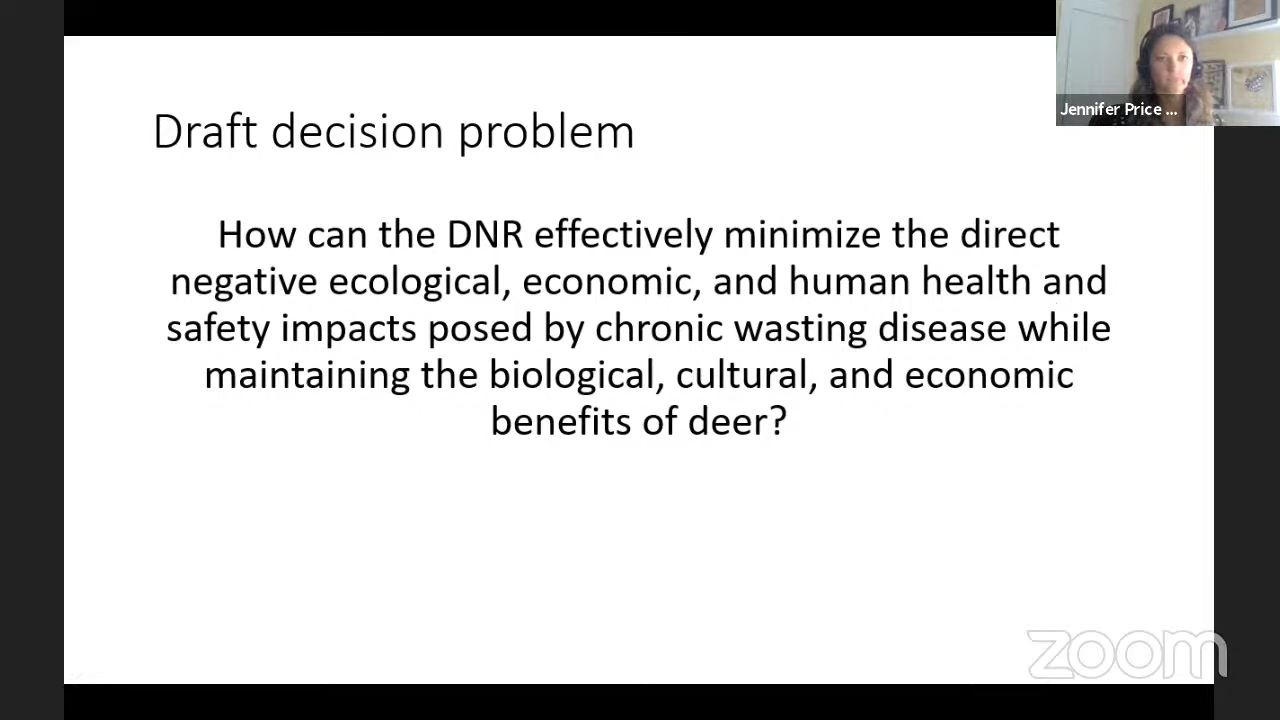 Jennifer Price ...
Draft decision problem
How can the DNR effectively minimize the direct
negative ecological, economic, and human health and
safety impacts posed by chronic wasting disease while
maintaining the biological, cultural, and economic
benefits of deer?
zoom